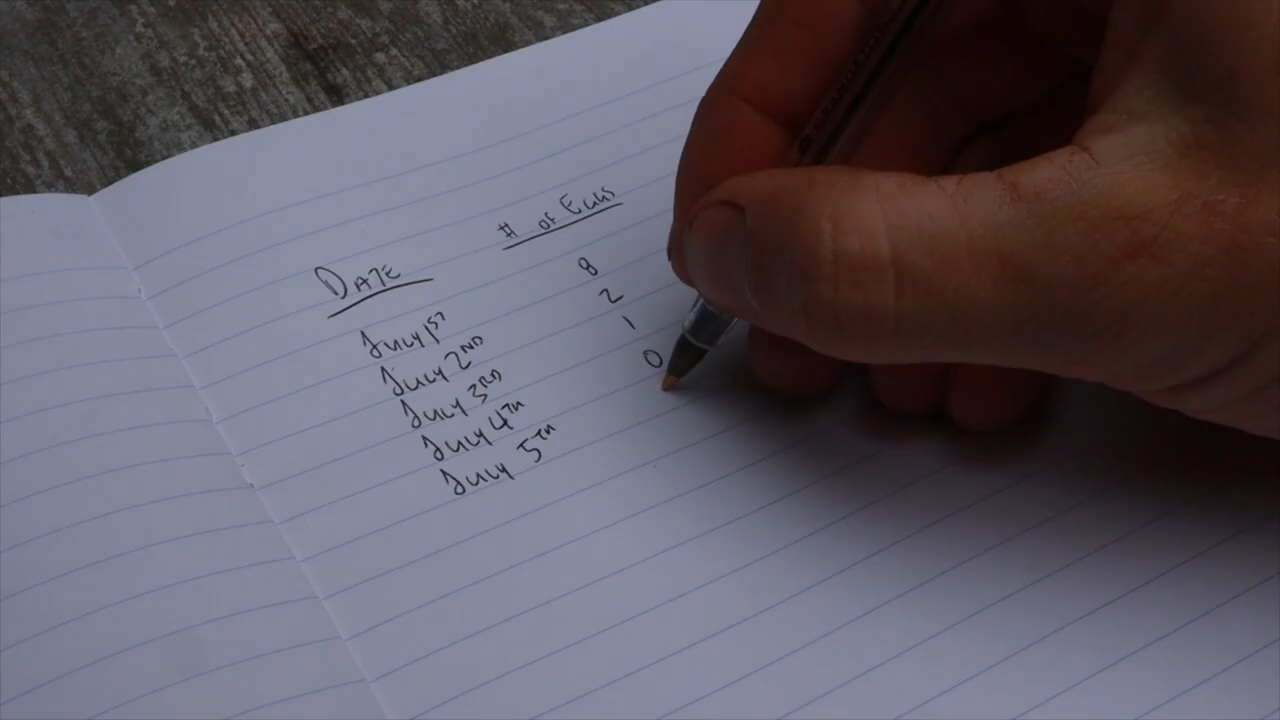 DATE # OF EGGS
JULY 1ST 8
JULY 2ND 2
JULY 3RD 1
JULY 4TH 0
JULY 5TH